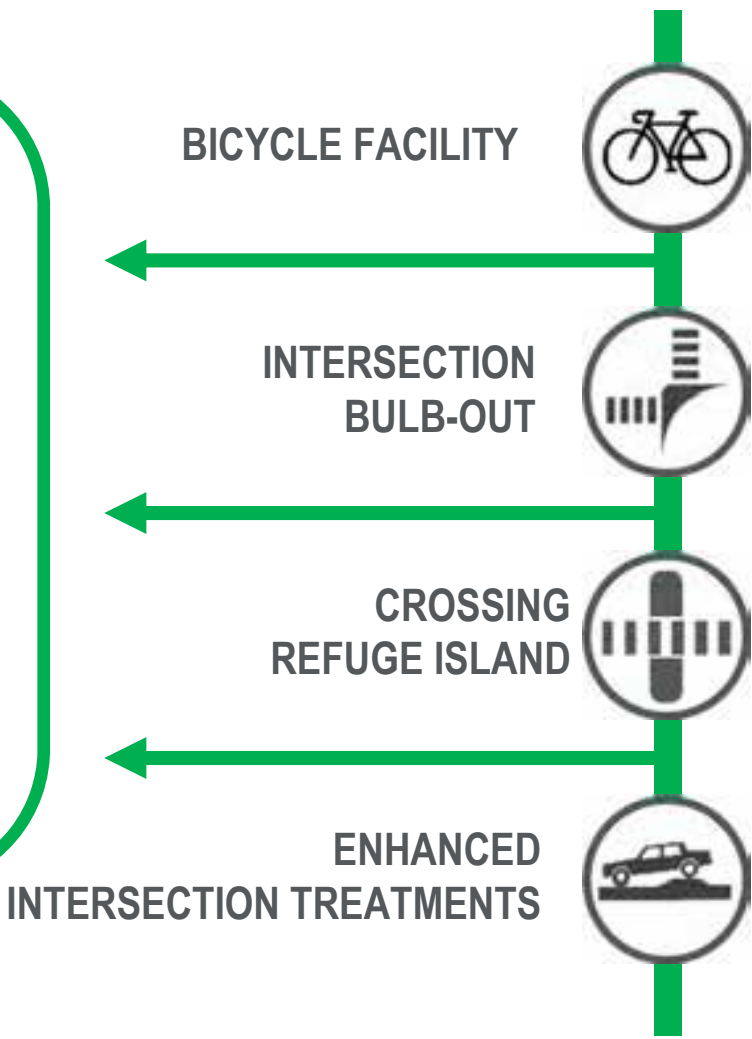 BICYCLE FACILITY
INTERSECTION
BULB-OUT
CROSSING
REFUGE ISLAND
ENHANCED
INTERSECTION TREATMENTS